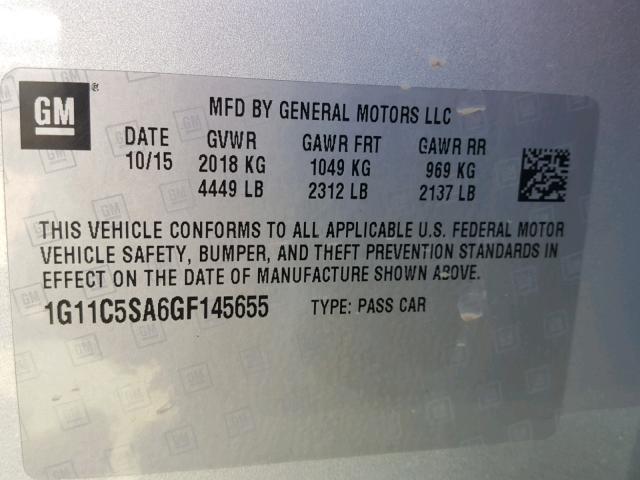 GM
MFD BY GENERAL MOTORS LLC
DATE GVWR GAWR FRT GAWR RR
10/15 2018 KG 1049 KG 969 KG
4449 LB 2312 LB 2137 LB
THIS VEHICLE CONFORMS TO ALL APPLICABLE U.S. FEDERAL MOTOR
VEHICLE SAFETY, BUMPER, AND THEFT PREVENTION STANDARDS IN
EFFECT ON THE DATE OF MANUFACTURE SHOWN ABOVE.
1G11C5SA6GF145655 TYPE: PASS CAR